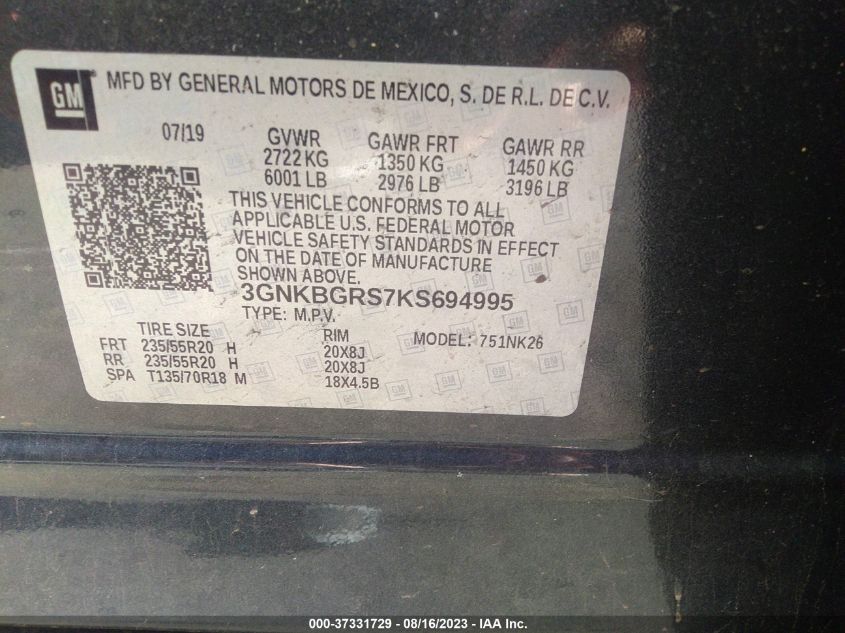 GM
MFD BY GENERAL MOTORS DE MEXICO, S. DE R.L. DE C.V.
07/19 GVWR GAWR FRT GAWR RR
2722 KG 1350 KG 1450 KG
6001 LB 2976 LB 3196 LB
THIS VEHICLE CONFORMS TO ALL
APPLICABLE U.S. FEDERAL MOTOR
VEHICLE SAFETY STANDARDS IN EFFECT
ON THE DATE OF MANUFACTURE
SHOWN ABOVE.
3GNKBGRS7KS694995
TYPE: M.P.V. MODEL: 751NK26
TIRE SIZE RIM
FRT 235/55R20 H 20X8J
RR 235/55R20 H 20X8J
SPA T135/70R18 M 18X4.5B
000-37331729 - 08/16/2023 - IAA Inc.